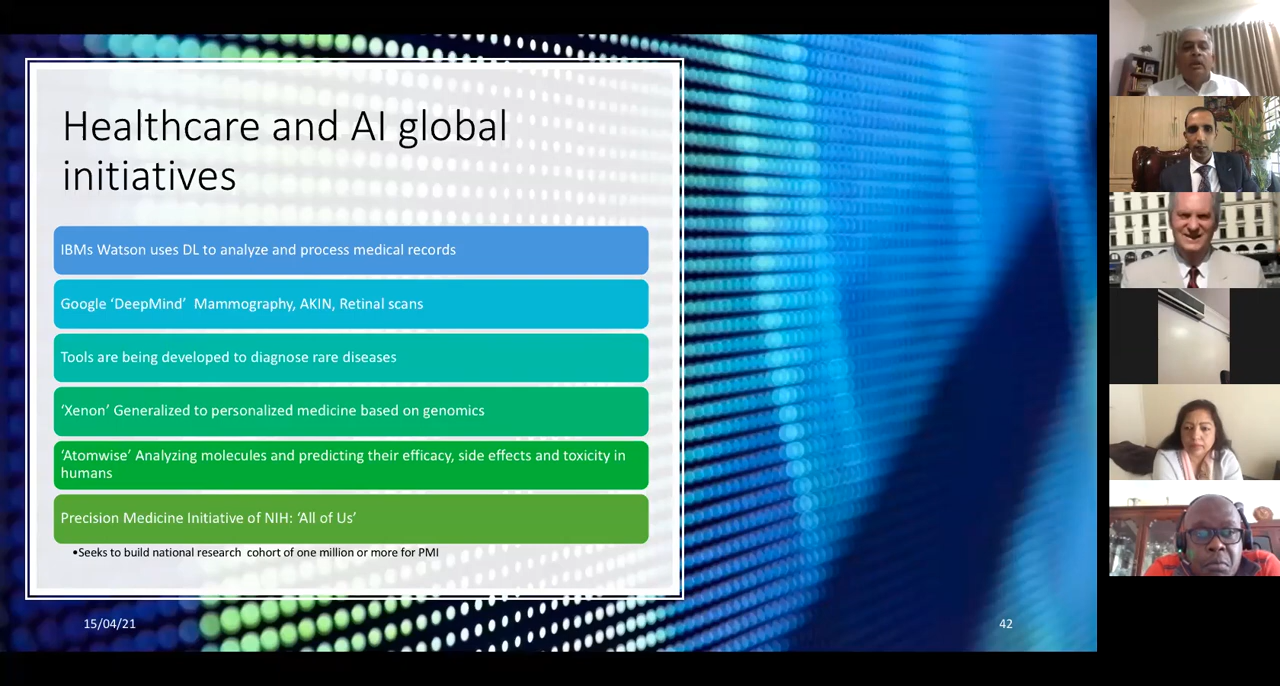 Healthcare and AI global
initiatives
IBMs Watson uses DL to analyze and process medical records
Google ‘DeepMind’ Mammography, AKIN, Retinal scans
Tools are being developed to diagnose rare diseases
‘Xenon’ Generalized to personalized medicine based on genomics
‘Atomwise’ Analyzing molecules and predicting their efficacy, side effects and toxicity in
humans
Precision Medicine Initiative of NIH: ‘All of Us’
•Seeks to build national research cohort of one million or more for PMI
15/04/21
42